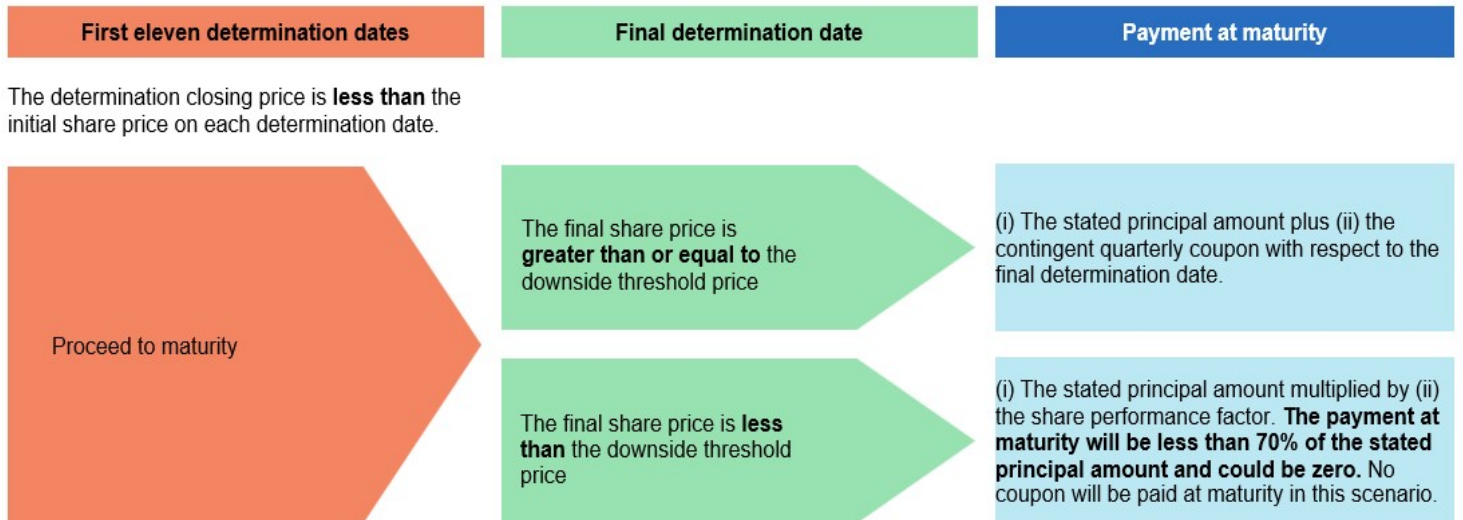 First eleven determination dates
Final determination date
Payment at maturity
The determination closing price is less than the
initial share price on each determination date.
Proceed to maturity
The final share price is
greater than or equal to the
downside threshold price
(i) The stated principal amount plus (ii) the
contingent quarterly coupon with respect to the
final determination date.
The final share price is less
than the downside threshold
price
(i) The stated principal amount multiplied by (ii)
the share performance factor. The payment at
maturity will be less than 70% of the stated
principal amount and could be zero. No
coupon will be paid at maturity in this scenario.